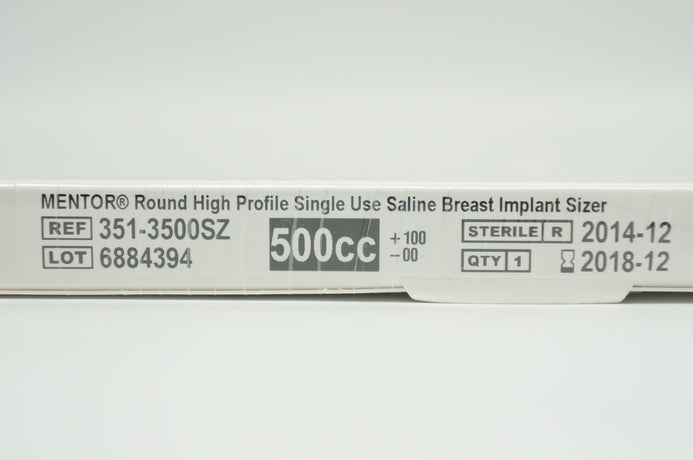 MENTOR® Round High Profile Single Use Saline Breast Implant Sizer
REF 351-3500SZ
LOT 6884394
500cc
+100
--00
STERILE R 2014-12
QTY 1 2018-12